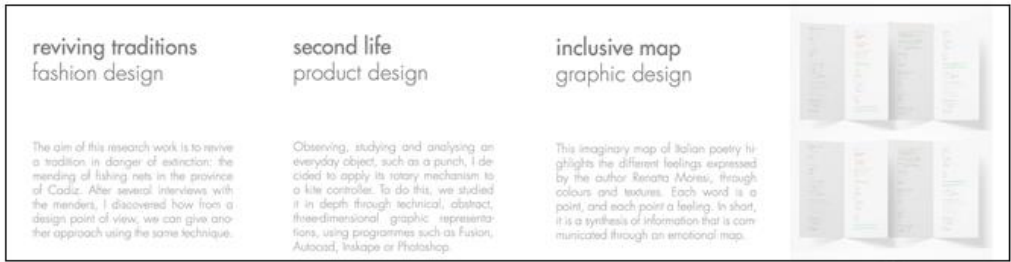 reviving traditions
fashion design
The aim of this research work is to revive
a tradition in danger of extinction: the
mending of fishing nets in the province
of Cadiz. After several interviews with
the menders, I discovered how from a
design point of view, we can give ano-
ther approach using the same technique.
second life
product design
Observing, studying and analysing an
everyday object, such as a punch, I de-
cided to apply its rotary mechanism to
a kite controller. To do this, we studied
it in depth through technical, abstract,
three-dimensional graphic representa-
tions, using programmes such as Fusion,
Autocad, Inskape or Photoshop.
inclusive map
graphic design
This imaginary map of Italian poetry hi-
ghlights the different feelings expressed
by the author Renata Moresi, through
colours and textures. Each word is a
point, and each point a feeling. In short,
it is a synthesis of information that is com-
municated through an emotional map.